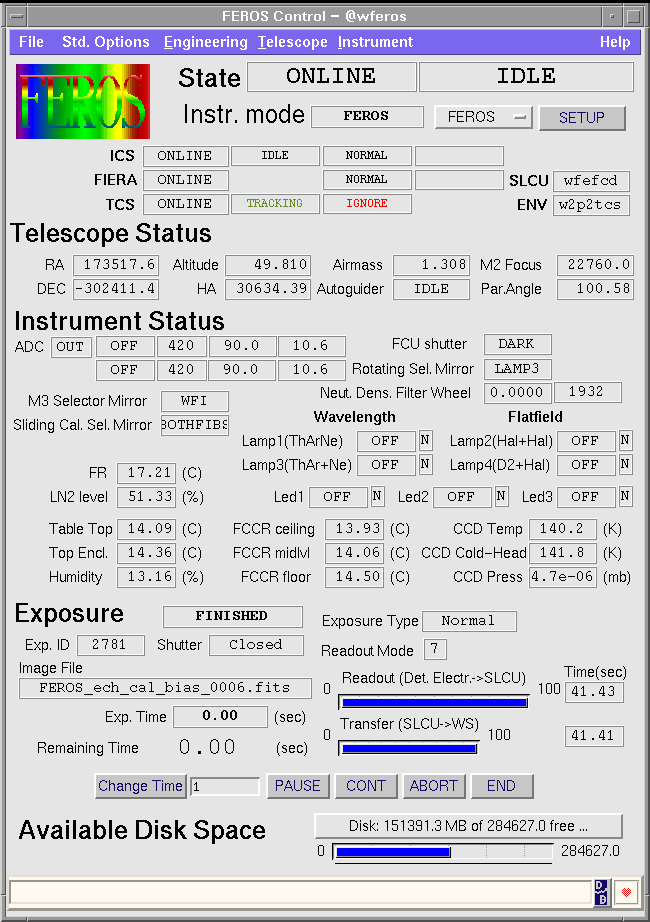 FEROS Control - @wferos
File Std. Options Engineering Telescope Instrument Help
FEROS State ONLINE IDLE
Instr. mode FEROS FEROS SETUP
ICS ONLINE IDLE NORMAL
FIERA ONLINE NORMAL SLCU wfefcd
TCS ONLINE TRACKING IGNORE ENV w2p2tcs
Telescope Status
RA 173517.6 Altitude 49.810 Airmass 1.308 M2 Focus 22760.0
DEC -302411.4 HA 30634.39 Autoguider IDLE Par.Angle 100.58
Instrument Status
ADC OUT OFF 420 90.0 10.6 FCU shutter DARK
OFF 420 90.0 10.6 Rotating Sel. Mirror LAMP3
Neut. Dens. Filter Wheel 0.0000 1932
M3 Selector Mirror WFI
Wavelength Flatfield
Sliding Cal. Sel. Mirror BOTHFIBS
Lamp1(ThArNe) OFF N Lamp2(Hal+Hal) OFF N
Lamp3(ThAr+Ne) OFF N Lamp4(D2+Hal) OFF N
FR 17.21 (C)
LN2 level 51.33 (%) Led1 OFF N Led2 OFF N Led3 OFF N
Table Top 14.09 (C) FCCR ceiling 13.93 (C) CCD Temp 140.2 (K)
Top Encl. 14.36 (C) FCCR midlvl 14.06 (C) CCD Cold-Head 141.8 (K)
Humidity 13.16 (%) FCCR floor 14.50 (C) CCD Press 4.7e-06 (mb)
Exposure FINISHED
Exposure Type Normal
Exp. ID 2781 Shutter Closed
Readout Mode 7
Image File
FEROS_ech_cal_bias_0006.fits
Readout (Det. Electr.->SLCU) Time(sec)
0 100 41.43
Exp. Time 0.00 (sec)
Transfer (SLCU->WS)
0 100 41.41
Remaining Time 0.00 (sec)
Change Time 1 PAUSE CONT ABORT END
Available Disk Space
Disk: 151391.3 MB of 284627.0 free ...
0 284627.0
D B